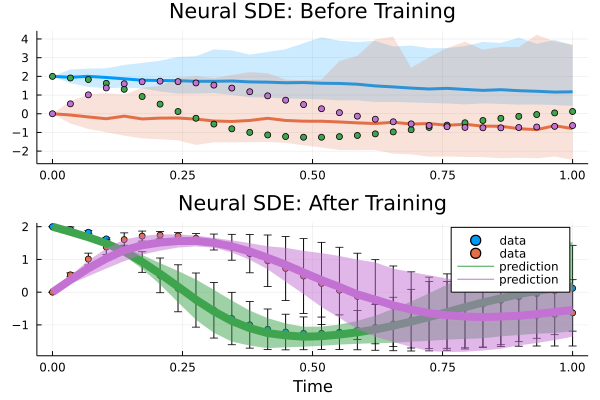 Neural SDE: Before Training
4
3
2
1
0
−1
−2
0.00 0.25 0.50 0.75 1.00
Neural SDE: After Training
2
1
0
−1
data
data
prediction
prediction
0.00 0.25 0.50 0.75 1.00
Time